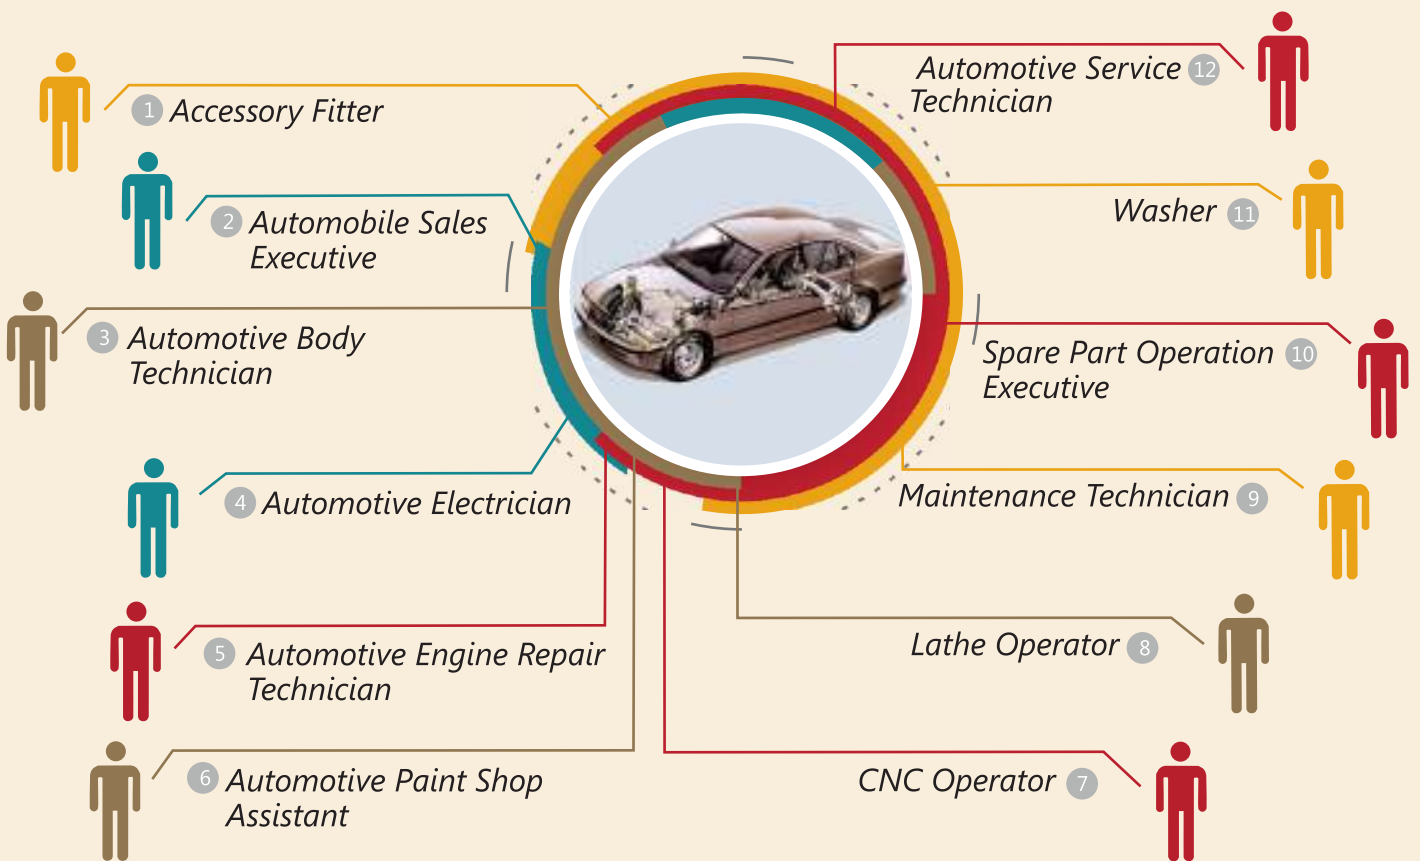 1 Accessory Fitter
2 Automobile Sales
Executive
3 Automotive Body
Technician
4 Automotive Electrician
5 Automotive Engine Repair
Technician
6 Automotive Paint Shop
Assistant
CNC Operator 7
Lathe Operator 8
Maintenance Technician 9
Spare Part Operation 10
Executive
Washer 11
Automotive Service 12
Technician